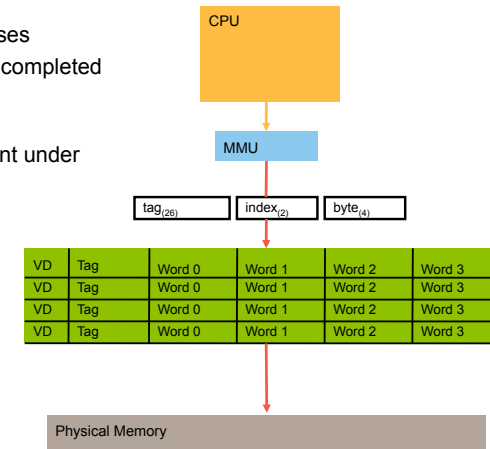 CPU
ses
completed
nt under
MMU
tag(26) index(2) byte(4)
VD Tag Word 0 Word 1 Word 2 Word 3
VD Tag Word 0 Word 1 Word 2 Word 3
VD Tag Word 0 Word 1 Word 2 Word 3
VD Tag Word 0 Word 1 Word 2 Word 3
Physical Memory